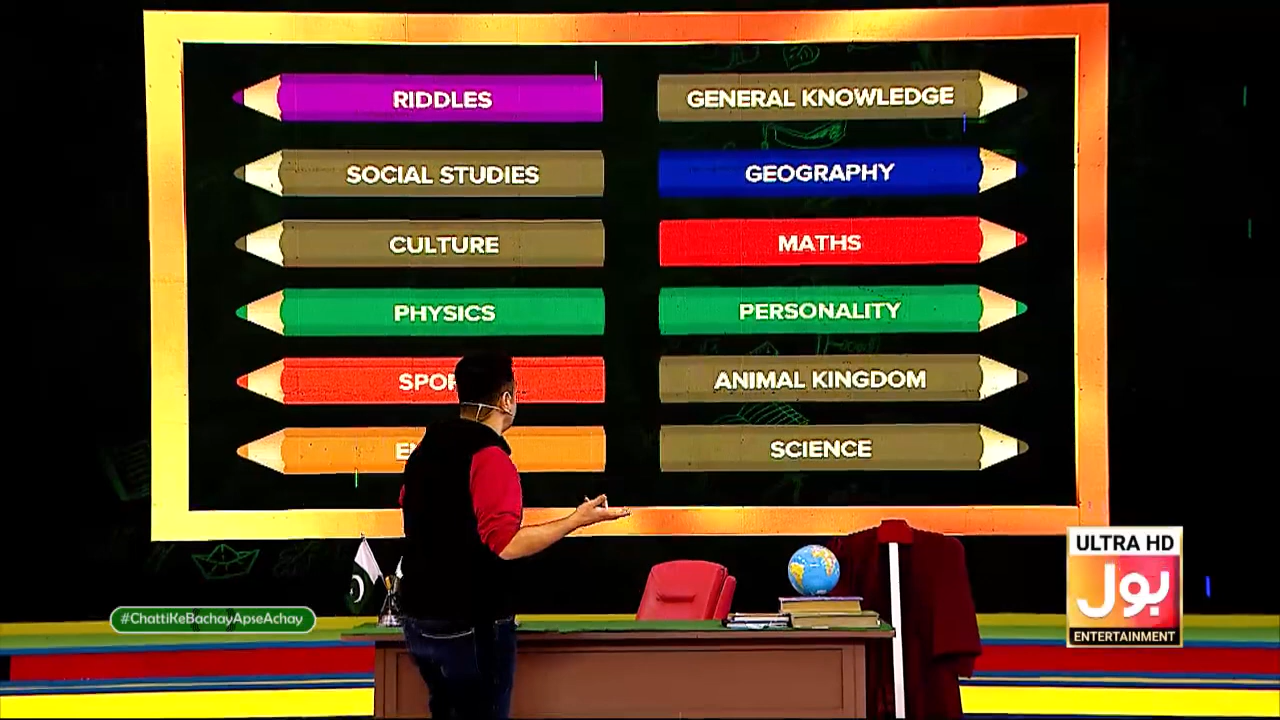 RIDDLES
SOCIAL STUDIES
CULTURE
PHYSICS
GENERAL KNOWLEDGE
GEOGRAPHY
MATHS
PERSONALITY
ANIMAL KINGDOM
SCIENCE
#ChattiKeBachayApseAchay
ULTRA HD
بول
ENTERTAINMENT